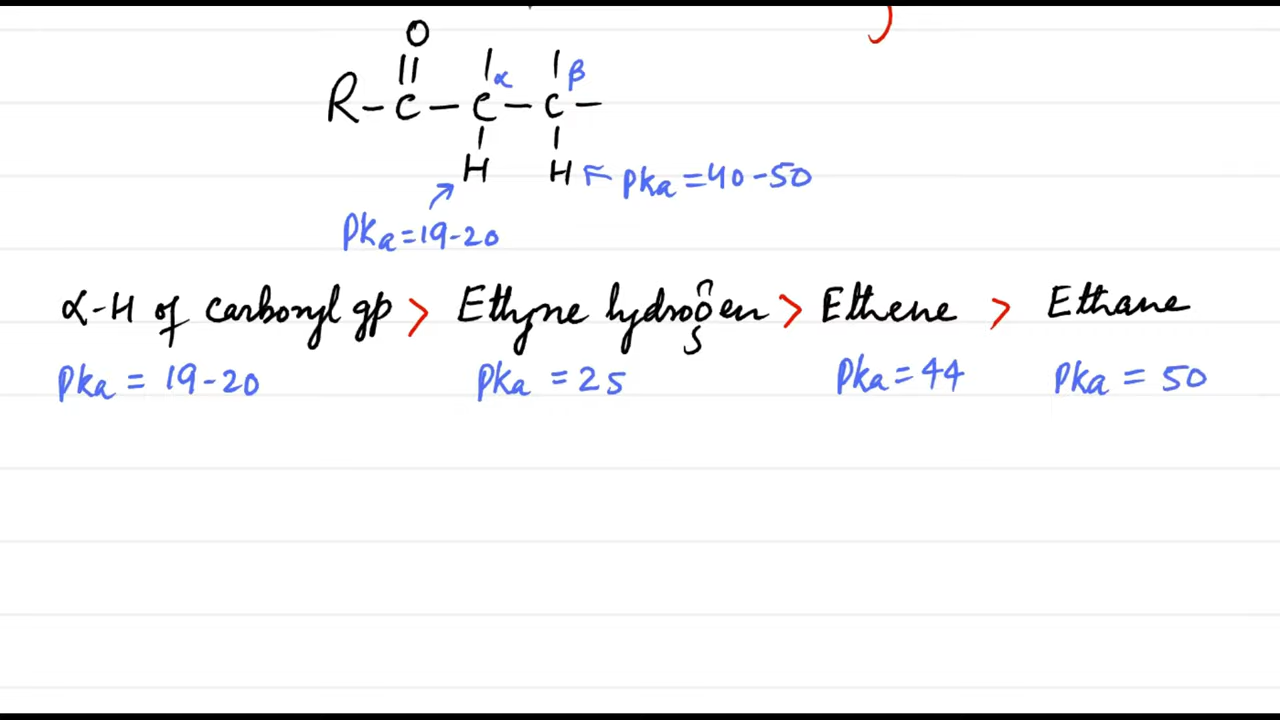 O
||
R-C-C-C-
α β
H H
pKa=40-50
pKa=19-20
α-H of carbonyl gp > Ethyne hydrogen > Ethene > Ethane
pKa = 19-20 pKa = 25 pKa=44 pKa = 50